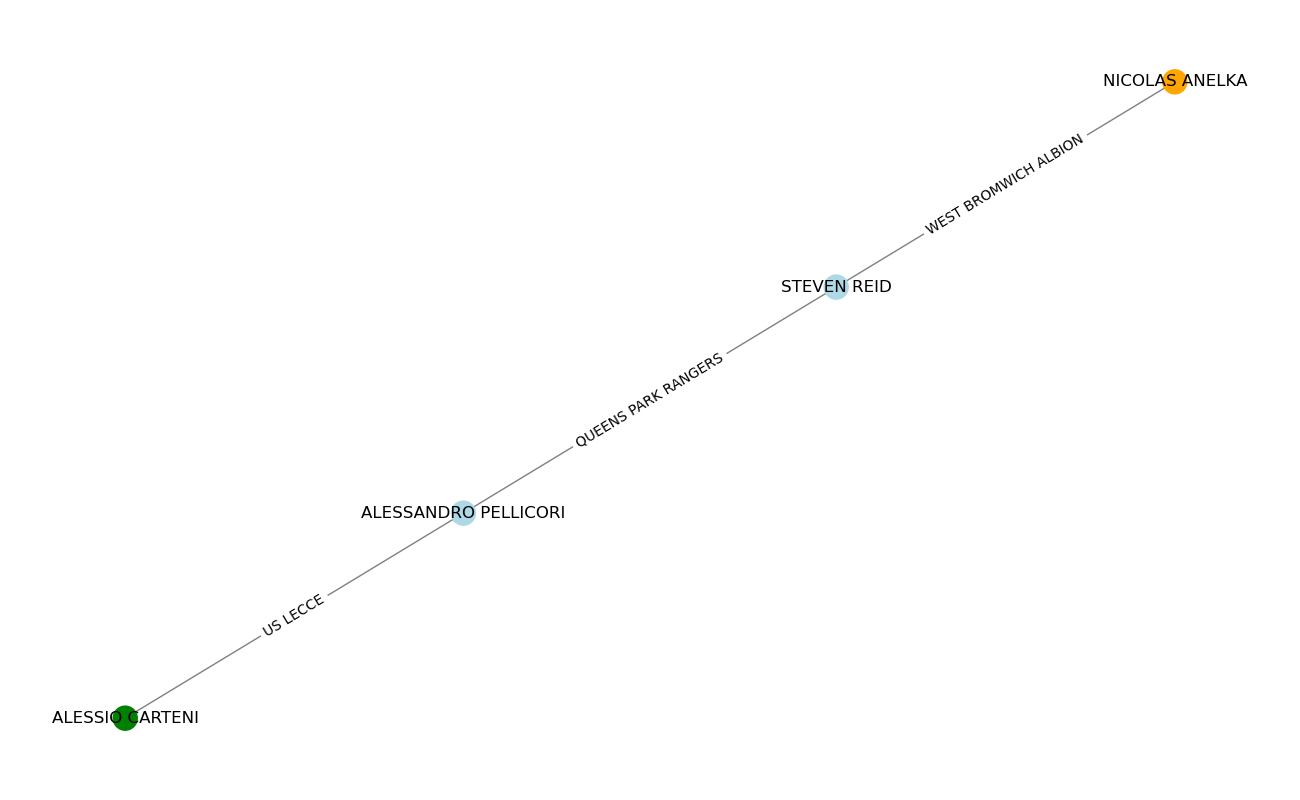 NICOLAS ANELKA
WEST BROMWICH ALBION
STEVEN REID
QUEENS PARK RANGERS
ALESSANDRO PELLICORI
US LECCE
ALESSIO CARTENI